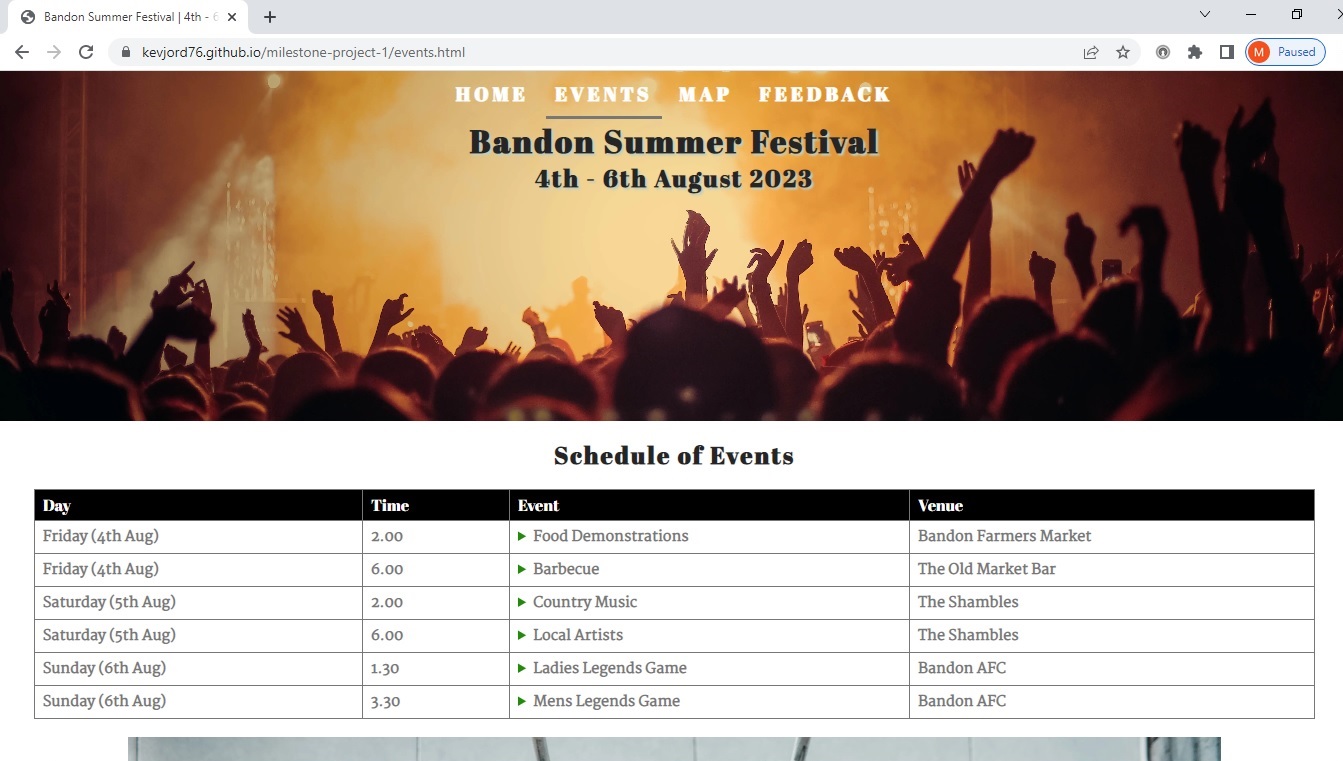 Bandon Summer Festival | 4th - 6
kevjord76.github.io/milestone-project-1/events.html
M Paused
HOME EVENTS MAP FEEDBACK
Bandon Summer Festival
4th - 6th August 2023
Schedule of Events
Day Time Event Venue
Friday (4th Aug) 2.00 Food Demonstrations Bandon Farmers Market
Friday (4th Aug) 6.00 Barbecue The Old Market Bar
Saturday (5th Aug) 2.00 Country Music The Shambles
Saturday (5th Aug) 6.00 Local Artists The Shambles
Sunday (6th Aug) 1.30 Ladies Legends Game Bandon AFC
Sunday (6th Aug) 3.30 Mens Legends Game Bandon AFC